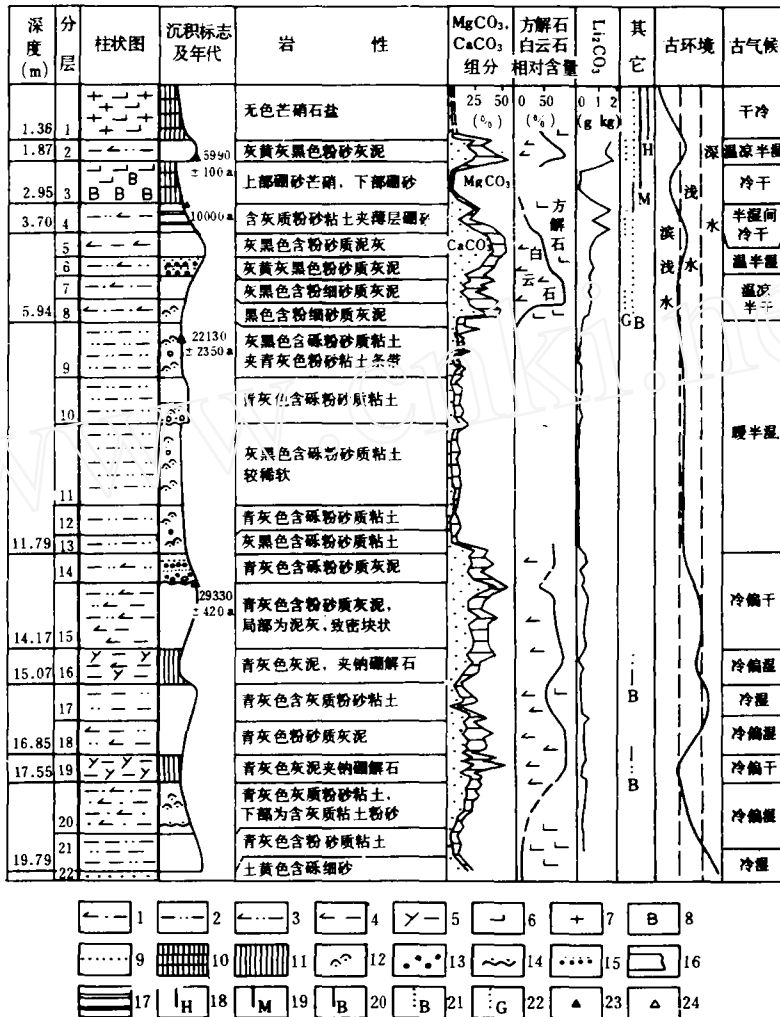 深度(m) 分层 柱状图 沉积标志及年代 岩 性 MgCO₃, CaCO₃ 组分 方解石 白云石 相对含量 Li₂CO₃ 其它 古环境 古气候
25 50 (%) 0 50 (%) 0 1 2 (g kg)
1.36 1 无色芒硝石盐 干冷
1.87 2 5990 ± 100a 灰黄灰黑色粉砂灰泥 H 深 温凉半湿
2.95 3 上部硼砂芒硝，下部硼砂 MgCO₃ M 浅 冷干
3.70 4 10000a 含灰质粉砂粘土夹薄层硼砂 方解石 水 半湿间冷干
5 灰黑色含粉砂质泥灰 CaCO₃ 白云石 滨浅水 水
6 灰黄灰黑色粉砂质灰泥 温半湿
7 灰黑色含粉细砂质灰泥 温凉半干
5.94 8 黑色含粉细砂质灰泥 G B
9 22130 ± 2350a 灰黑色含砾粉砂质粘土
夹青灰色粉砂粘土条带
10 青灰色含砾粉砂质粘土 暖半湿
11 灰黑色含砾粉砂质粘土
较稀软
12 青灰色含砾粉砂质粘土
11.79 13 灰黑色含砾粉砂质粘土
14 青灰色含砾粉砂质灰泥
14.17 15 29330 ± 420a 青灰色含粉砂质灰泥，
局部为泥灰，致密块状 冷偏干
15.07 16 青灰色灰泥，夹钠硼解石 冷偏湿
17 青灰色含灰质粉砂粘土 B 冷湿
16.85 18 青灰色粉砂质灰泥 冷偏湿
17.55 19 青灰色灰泥夹钠硼解石 B 冷偏干
20 青灰色灰质粉砂粘土，
下部为含灰质粘土粉砂 冷偏湿
21 青灰色含粉砂质粘土
19.79 22 土黄色含砾细砂 冷湿
1 2 3 4 5 6 7 B 8
9 10 11 12 13 14 15 16
17 H 18 M 19 B 20 B 21 G 22 23 24
www.cnki.net